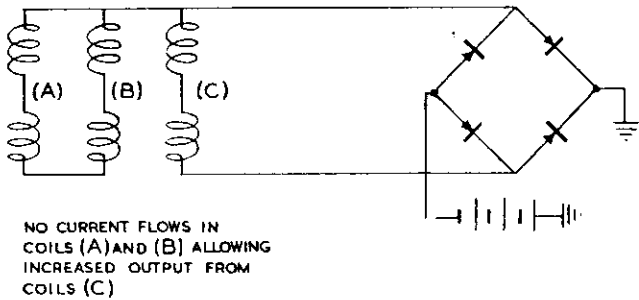 (A) (B) (C)
NO CURRENT FLOWS IN
COILS (A) AND (B) ALLOWING
INCREASED OUTPUT FROM
COILS (C)